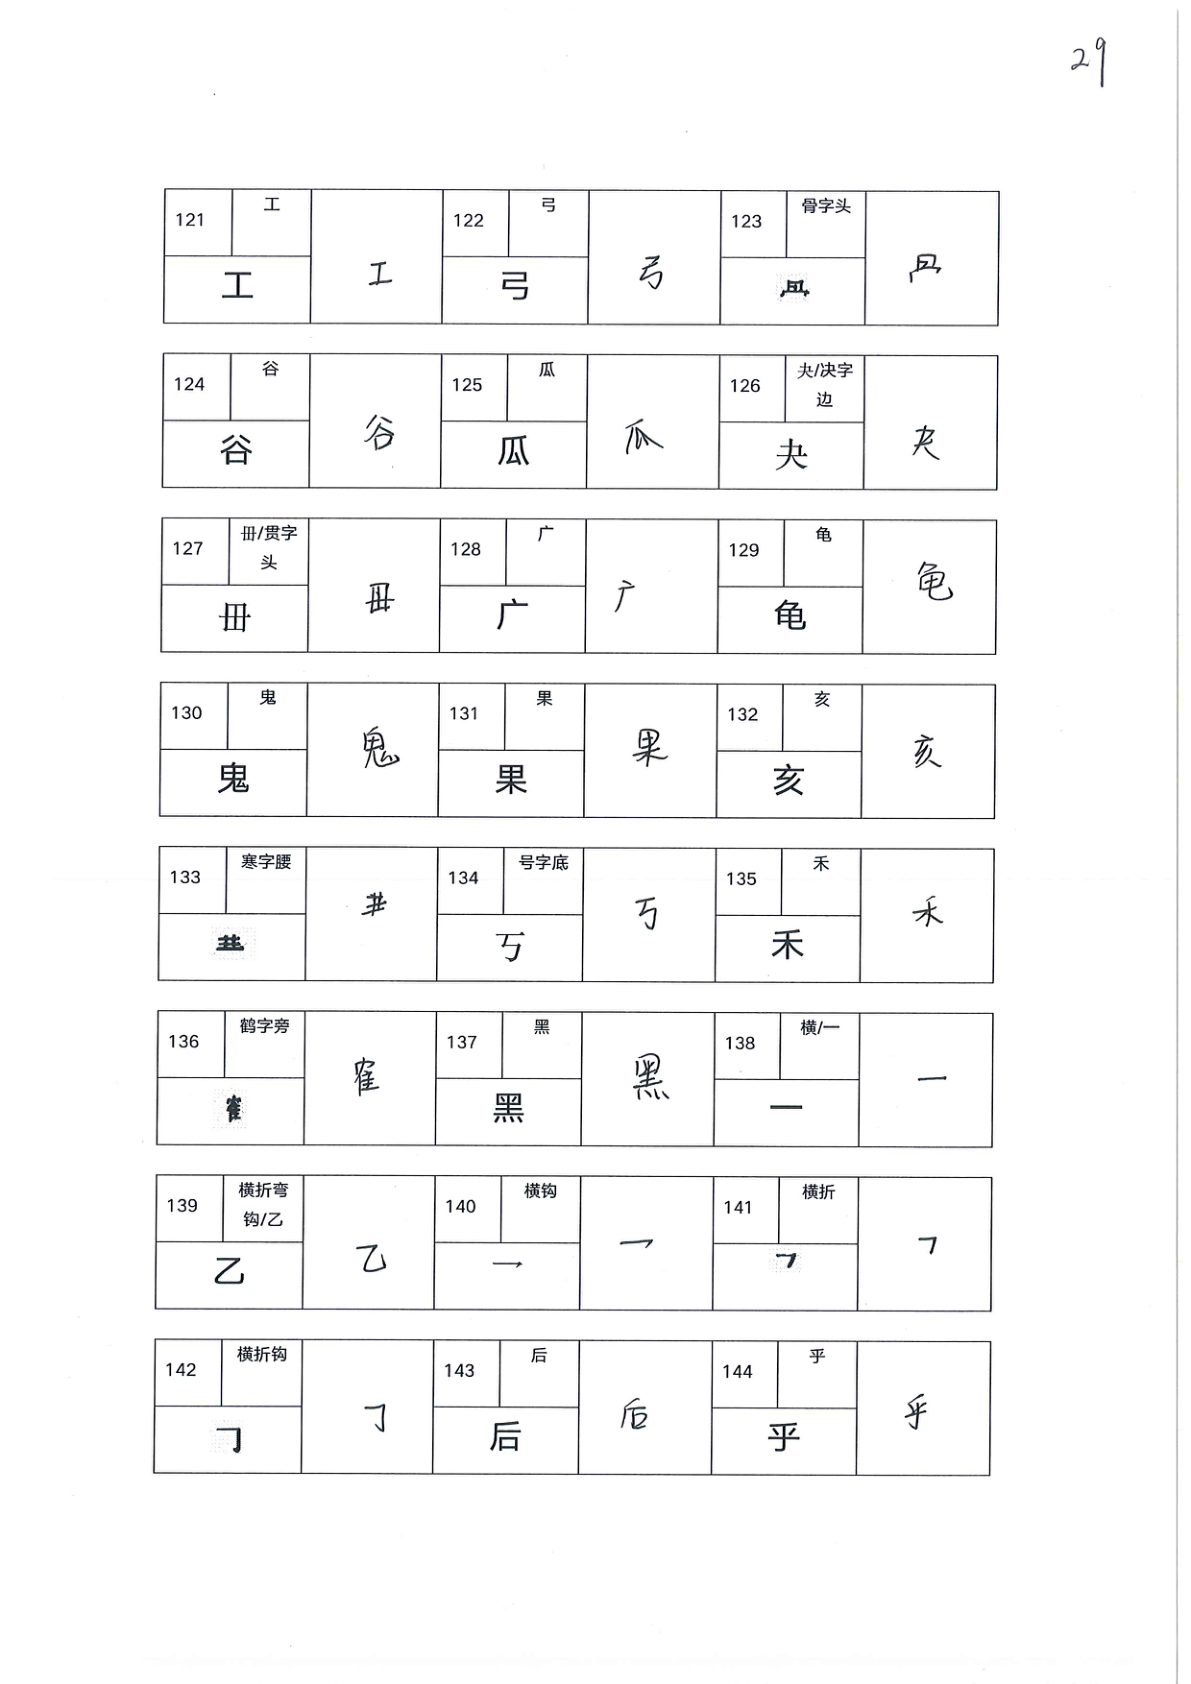 29
121 工 工 122 弓 弓 123 骨字头
工 弓
124 谷 谷 125 瓜 瓜 126 夬/决字边 夬
谷 瓜 夬
127 毌/贯字头 毌 128 广 广 129 龟 龟
毌 广 龟
130 鬼 鬼 131 果 果 132 亥 亥
鬼 果 亥
133 寒字腰 134 号字底 丂 135 禾 禾
丂 禾
136 鹤字旁 隺 137 黑 黑 138 横/一 一
隺 黑 一
139 横折弯钩/乙 乙 140 横钩 乛 141 横折 ㇕
乙 乛 ㇕
142 横折钩 𠃌 143 后 后 144 乎 乎
𠃌 后 乎